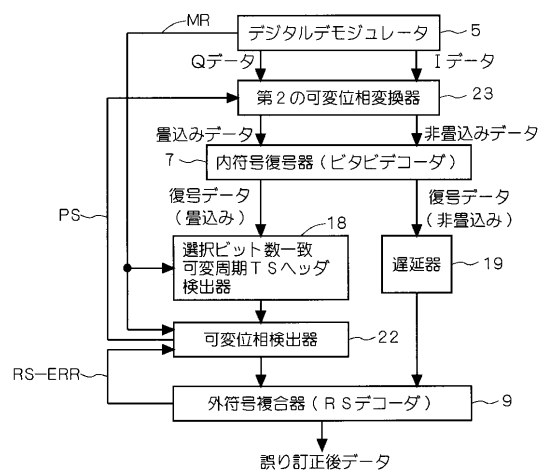 MR
デジタルデモジュレータ
5
Qデータ
Iデータ
第2の可変位相変換器
23
畳込みデータ
非畳込みデータ
7
内符号復号器(ビタビデコーダ)
復号データ
(畳込み)
復号データ
(非畳込み)
PS
18
選択ビット数一致
可変周期TSヘッダ
検出器
遅延器
19
可変位相検出器
22
RS-ERR
外符号複合器(RSデコーダ)
9
誤り訂正後データ